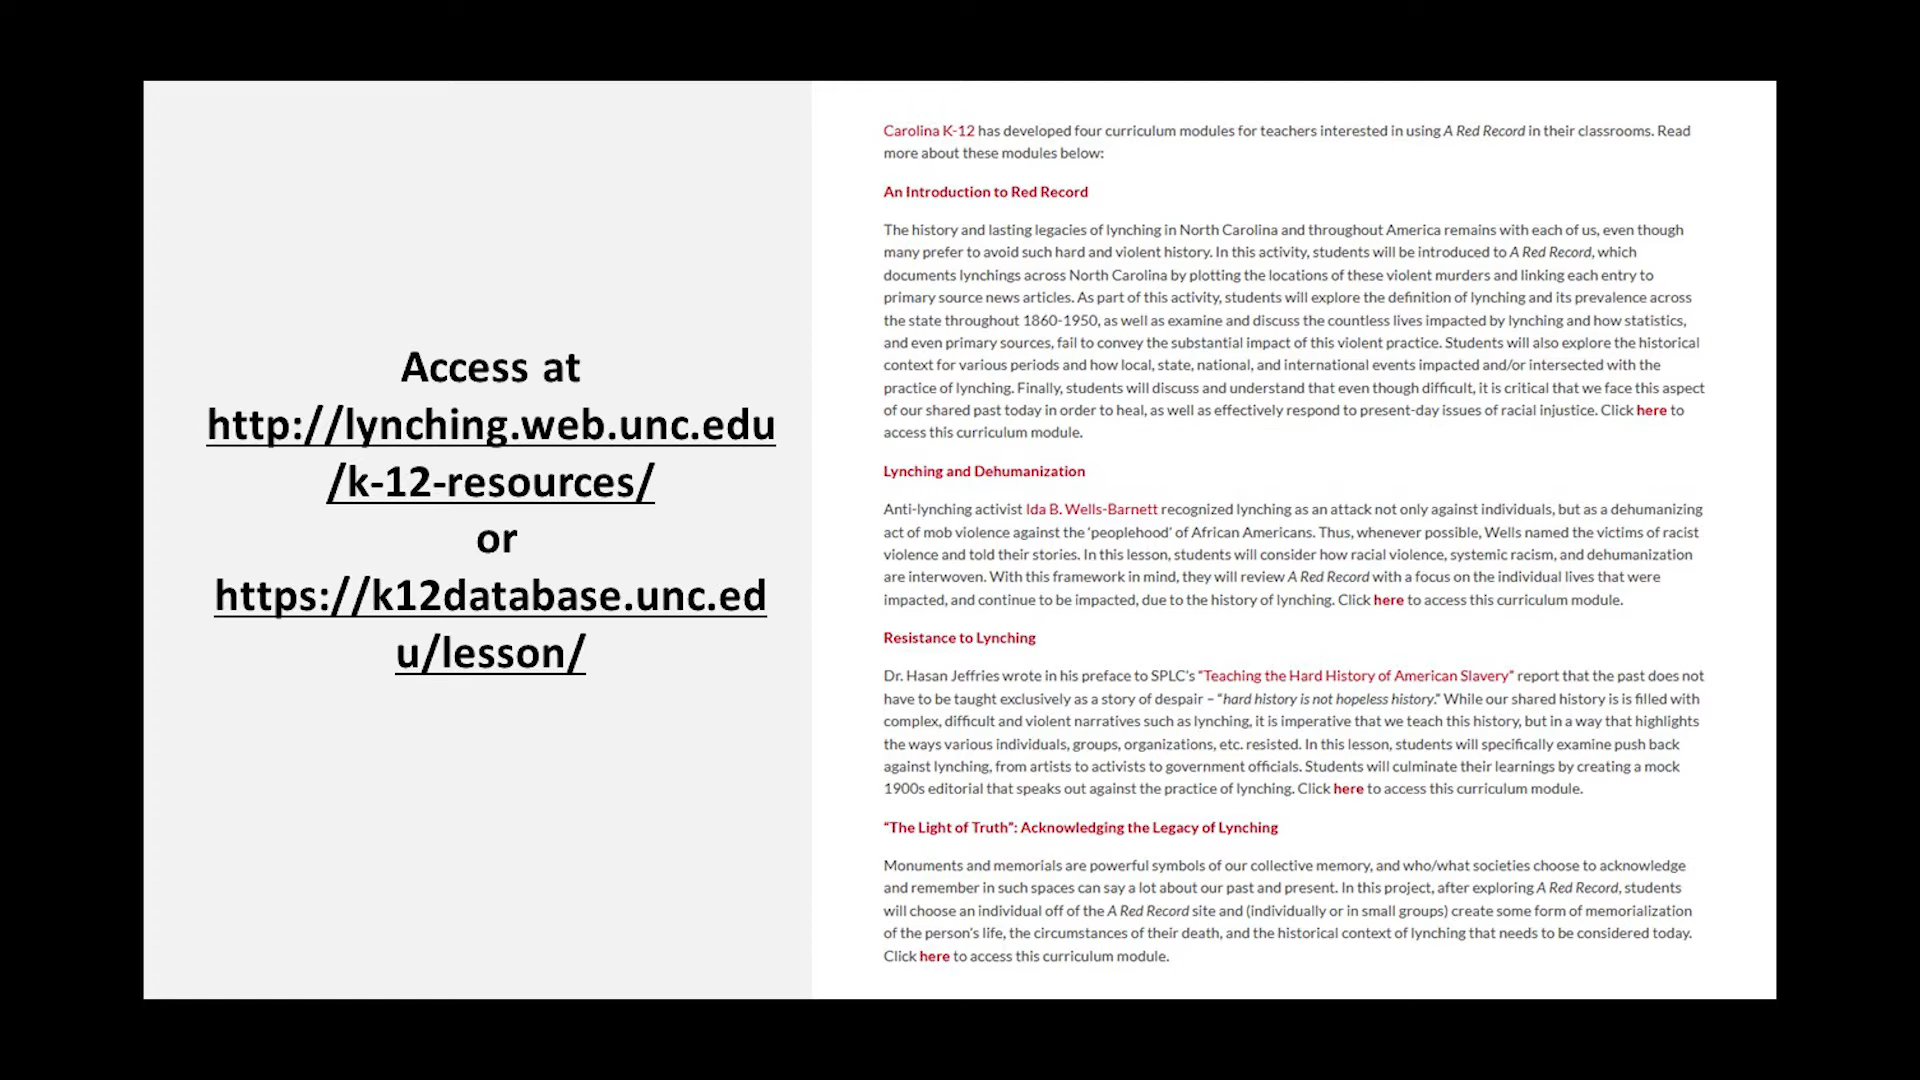 Access at
http://lynching.web.unc.edu
/k-12-resources/
or
https://k12database.unc.ed
u/lesson/
Carolina K-12 has developed four curriculum modules for teachers interested in using A Red Record in their classrooms. Read
more about these modules below:
An Introduction to Red Record
The history and lasting legacies of lynching in North Carolina and throughout America remains with each of us, even though
many prefer to avoid such hard and violent history. In this activity, students will be introduced to A Red Record, which
documents lynchings across North Carolina by plotting the locations of these violent murders and linking each entry to
primary source news articles. As part of this activity, students will explore the definition of lynching and its prevalence across
the state throughout 1860-1950, as well as examine and discuss the countless lives impacted by lynching and how statistics,
and even primary sources, fail to convey the substantial impact of this violent practice. Students will also explore the historical
context for various periods and how local, state, national, and international events impacted and/or intersected with the
practice of lynching. Finally, students will discuss and understand that even though difficult, it is critical that we face this aspect
of our shared past today in order to heal, as well as effectively respond to present-day issues of racial injustice. Click here to
access this curriculum module.
Lynching and Dehumanization
Anti-lynching activist Ida B. Wells-Barnett recognized lynching as an attack not only against individuals, but as a dehumanizing
act of mob violence against the ‘peoplehood’ of African Americans. Thus, whenever possible, Wells named the victims of racist
violence and told their stories. In this lesson, students will consider how racial violence, systemic racism, and dehumanization
are interwoven. With this framework in mind, they will review A Red Record with a focus on the individual lives that were
impacted, and continue to be impacted, due to the history of lynching. Click here to access this curriculum module.
Resistance to Lynching
Dr. Hasan Jeffries wrote in his preface to SPLC’s “Teaching the Hard History of American Slavery” report that the past does not
have to be taught exclusively as a story of despair – “hard history is not hopeless history.” While our shared history is is filled with
complex, difficult and violent narratives such as lynching, it is imperative that we teach this history, but in a way that highlights
the ways various individuals, groups, organizations, etc. resisted. In this lesson, students will specifically examine push back
against lynching, from artists to activists to government officials. Students will culminate their learnings by creating a mock
1900s editorial that speaks out against the practice of lynching. Click here to access this curriculum module.
“The Light of Truth”: Acknowledging the Legacy of Lynching
Monuments and memorials are powerful symbols of our collective memory, and who/what societies choose to acknowledge
and remember in such spaces can say a lot about our past and present. In this project, after exploring A Red Record, students
will choose an individual off of the A Red Record site and (individually or in small groups) create some form of memorialization
of the person’s life, the circumstances of their death, and the historical context of lynching that needs to be considered today.
Click here to access this curriculum module.